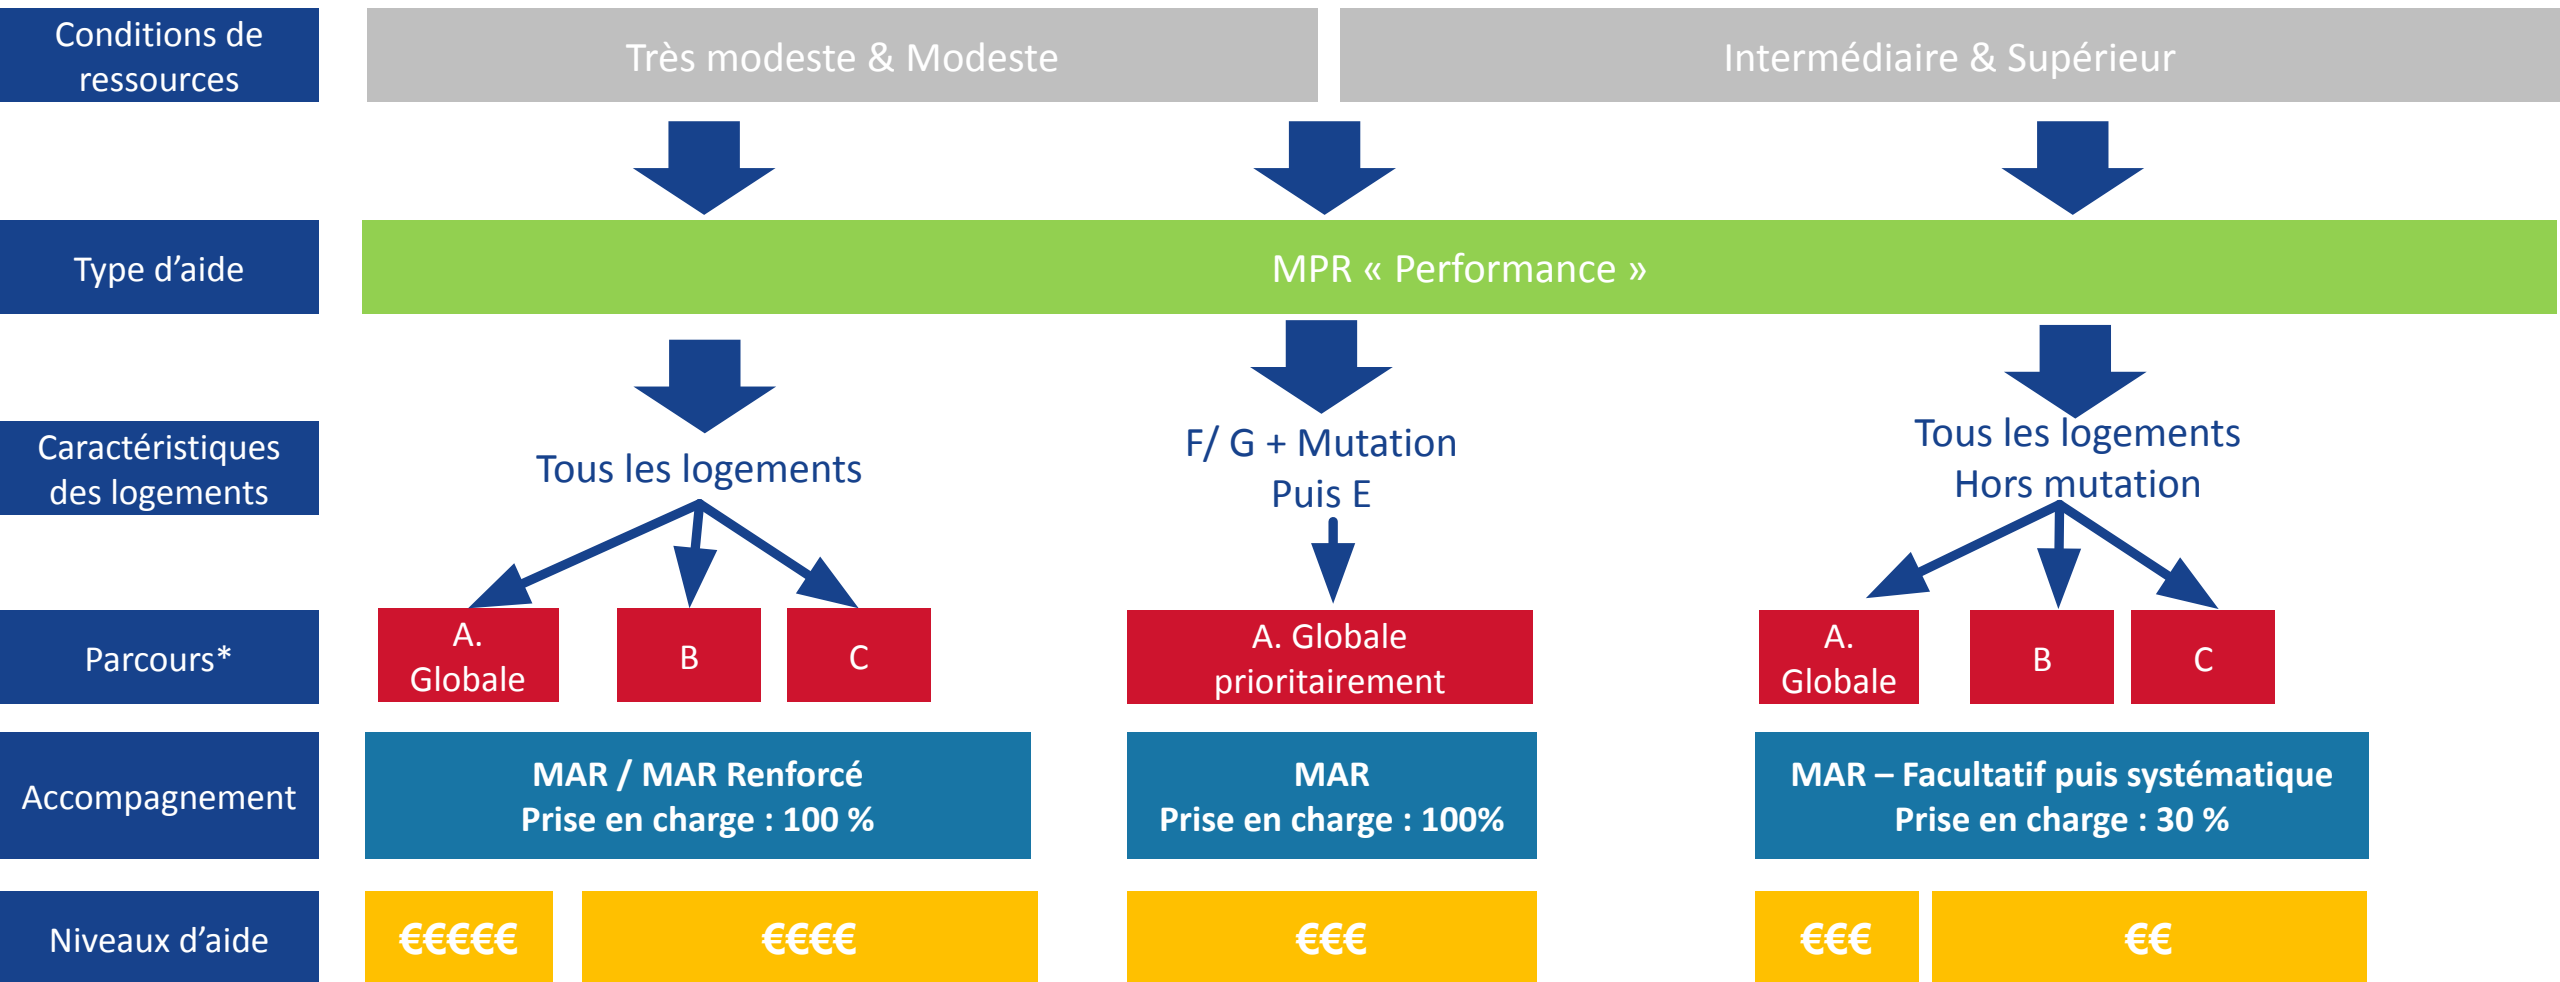 Conditions de
ressources
Très modeste & Modeste
Intermédiaire & Supérieur
Type d’aide
MPR « Performance »
Caractéristiques
des logements
Tous les logements
F/ G + Mutation
Puis E
Tous les logements
Hors mutation
Parcours*
A.
Globale
B
C
A. Globale
prioritairement
A.
Globale
B
C
Accompagnement
MAR / MAR Renforcé
Prise en charge : 100 %
MAR
Prise en charge : 100%
MAR – Facultatif puis systématique
Prise en charge : 30 %
Niveaux d’aide
€€€€€
€€€€
€€€
€€€
€€